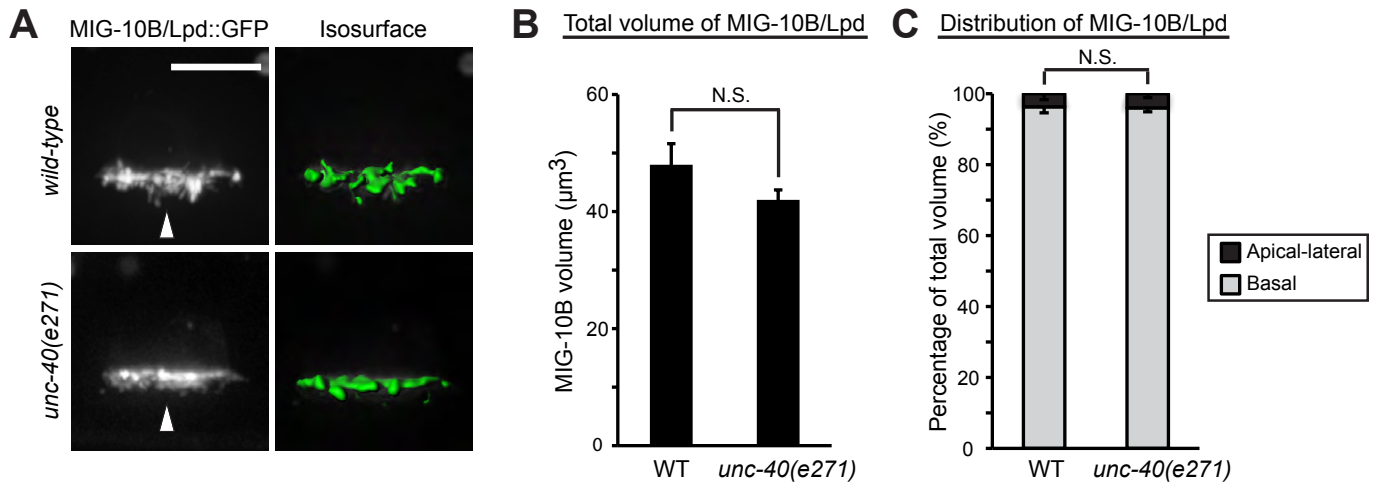 A
MIG-10B/Lpd::GFP
Isosurface
wild-type
unc-40(e271)
B
Total volume of MIG-10B/Lpd
N.S.
MIG-10B volume (µm3)
60
40
20
0
WT
unc-40(e271)
C
Distribution of MIG-10B/Lpd
N.S.
Percentage of total volume (%)
100
80
60
40
20
0
WT
unc-40(e271)
Apical-lateral
Basal